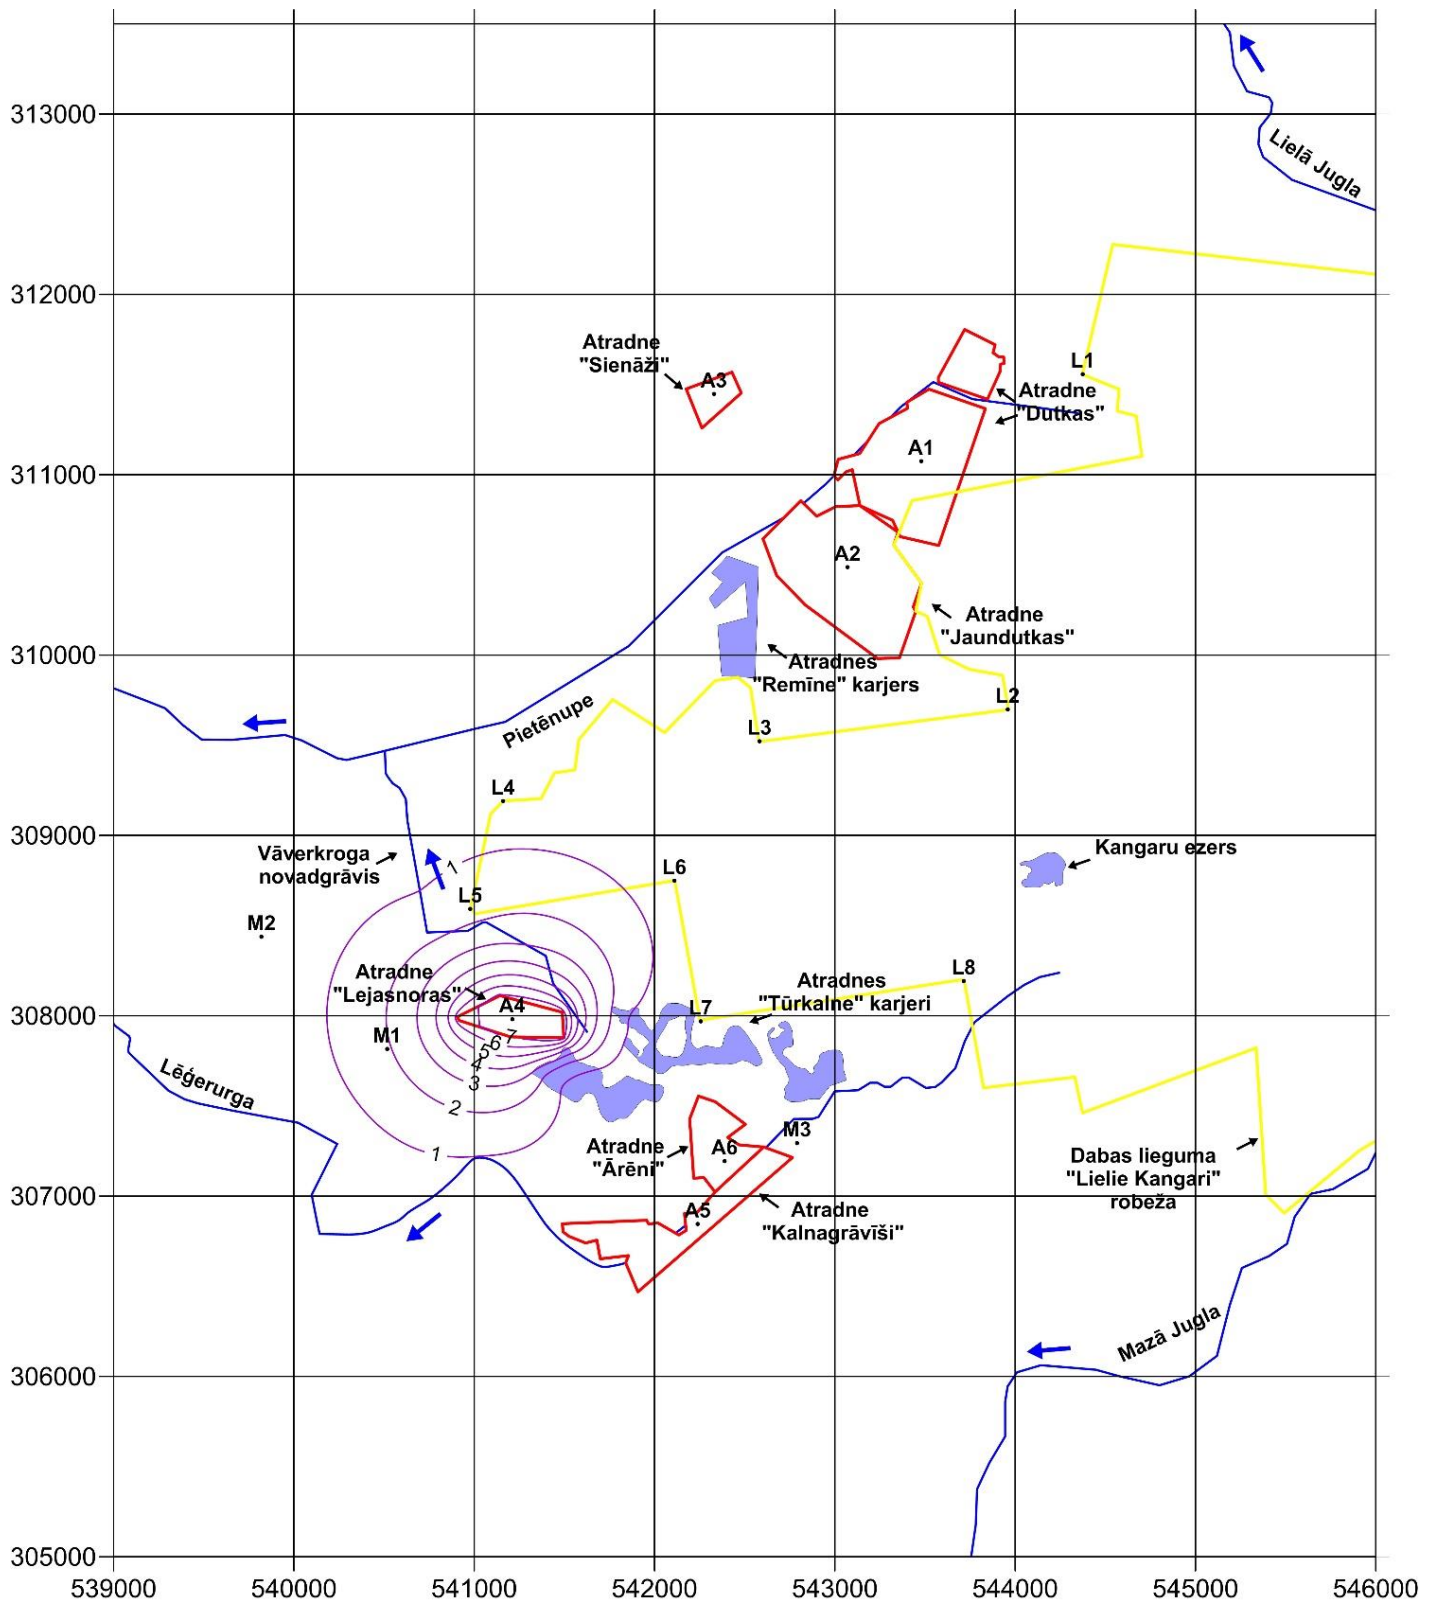 313000
Lielā Jugla
312000
Atradne
"Sienāži"
A3
L1
Atradne
"Dutkas"
A1
311000
A2
Atradne
"Jaundutkas"
310000
Atradnes
"Remīne" karjers
L2
Pietēnupe
L3
L4
309000
Vāverkroga
novadgrāvis
1
Kangaru ezers
L6
L5
M2
Atradne
"Lejasnoras"
A4
L8
Atradnes
"Tūrkalne" karjeri
308000
L7
M1
7
6
5
4
3
2
1
Lēģerurga
M3
Atradne
"Ārēni"
A6
Dabas lieguma
"Lielie Kangari"
robeža
307000
A5
Atradne
"Kalnagrāvīši"
Mazā Jugla
306000
305000
539000 540000 541000 542000 543000 544000 545000 546000